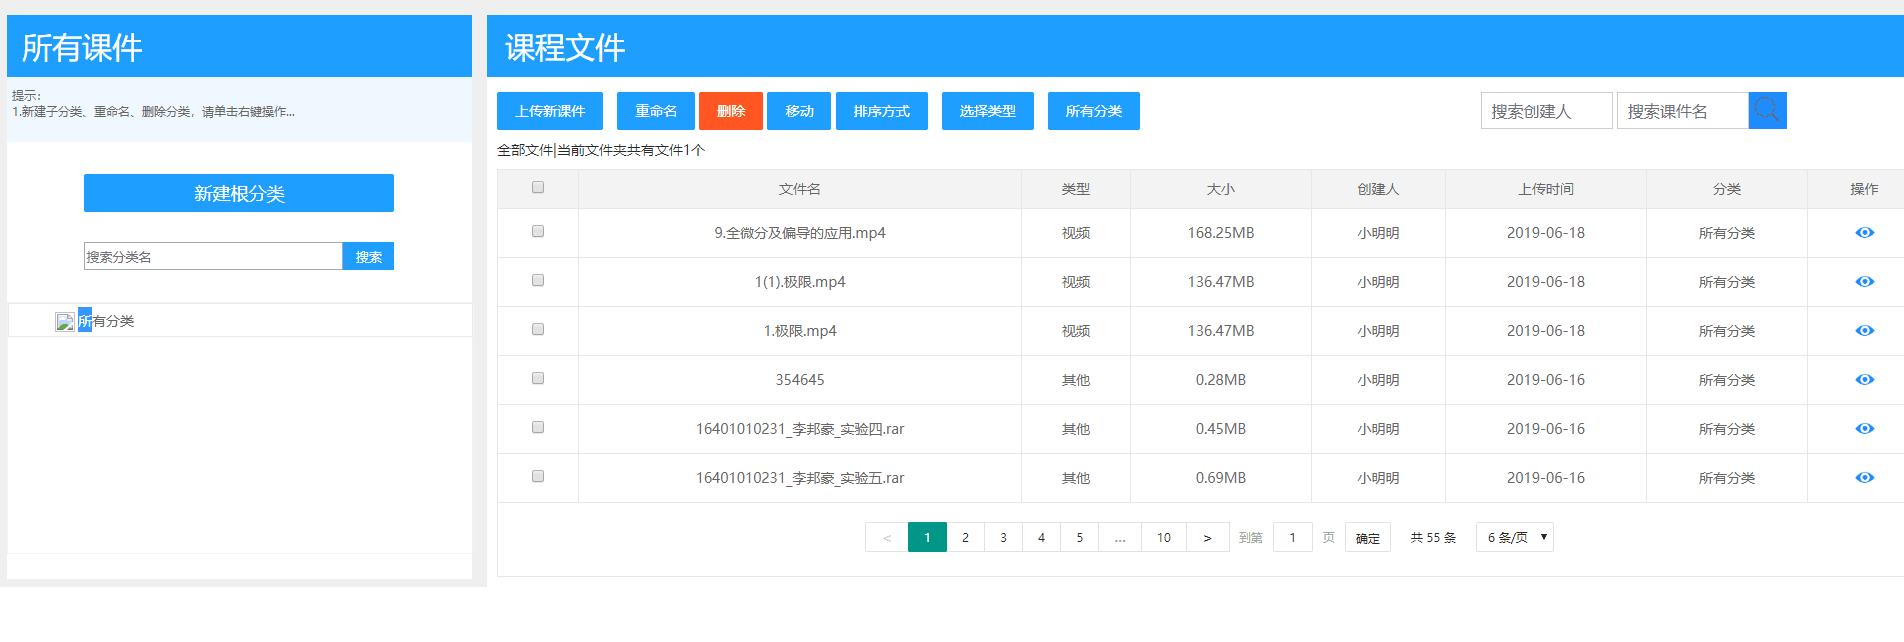 所有课件
提示：
1.新建子分类、重命名、删除分类，请单击右键操作...
新建根分类
搜索分类名 搜索
所有分类
课程文件
上传新课件 重命名 删除 移动 排序方式 选择类型 所有分类 搜索创建人 搜索课件名
全部文件|当前文件夹共有文件1个
文件名 类型 大小 创建人 上传时间 分类 操作
9.全微分及偏导的应用.mp4 视频 168.25MB 小明明 2019-06-18 所有分类
1(1).极限.mp4 视频 136.47MB 小明明 2019-06-18 所有分类
1.极限.mp4 视频 136.47MB 小明明 2019-06-18 所有分类
354645 其他 0.28MB 小明明 2019-06-16 所有分类
16401010231_李邦豪_实验四.rar 其他 0.45MB 小明明 2019-06-16 所有分类
16401010231_李邦豪_实验五.rar 其他 0.69MB 小明明 2019-06-16 所有分类
< 1 2 3 4 5 ... 10 > 到第 1 页 确定 共 55 条 6 条/页